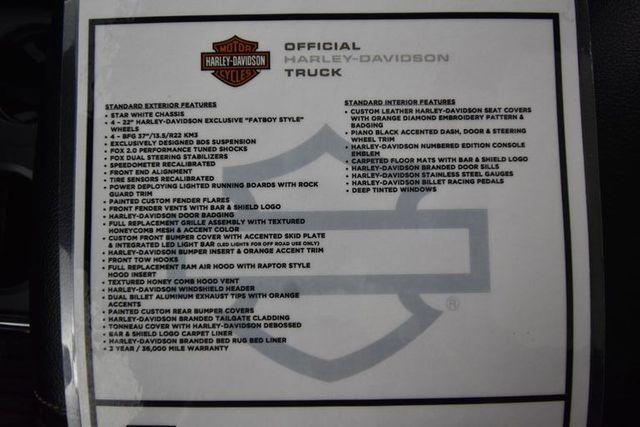 MOTOR
HARLEY-DAVIDSON
CYCLES
OFFICIAL
HARLEY-DAVIDSON
TRUCK
STANDARD EXTERIOR FEATURES
• STAR WHITE CHASSIS
• 4 - 22" HARLEY-DAVIDSON EXCLUSIVE "FATBOY STYLE"
WHEELS
• 4 - BFG 37"/13.5/R22 KM3
• EXCLUSIVELY DESIGNED BDS SUSPENSION
• FOX 2.0 PERFORMANCE TUNED SHOCKS
• FOX DUAL STEERING STABILIZERS
• SPEEDOMETER RECALIBRATED
• FRONT END ALIGNMENT
• TIRE SENSORS RECALIBRATED
• POWER DEPLOYING LIGHTED RUNNING BOARDS WITH ROCK
GUARD TRIM
• PAINTED CUSTOM FENDER FLARES
• FRONT FENDER VENTS WITH BAR & SHIELD LOGO
• HARLEY-DAVIDSON DOOR BADGING
• FULL REPLACEMENT GRILLE ASSEMBLY WITH TEXTURED
HONEYCOMB MESH & ACCENT COLOR
• CUSTOM FRONT BUMPER COVER WITH ACCENTED SKID PLATE
& INTEGRATED LED LIGHT BAR (LED LIGHTS FOR OFF ROAD USE ONLY)
• HARLEY-DAVIDSON BUMPER INSERT & ORANGE ACCENT TRIM
• FRONT TOW HOOKS
• FULL REPLACEMENT RAM AIR HOOD WITH RAPTOR STYLE
HOOD INSERT
• TEXTURED HONEY COMB HOOD VENT
• HARLEY-DAVIDSON WINDSHIELD HEADER
• DUAL BILLET ALUMINUM EXHAUST TIPS WITH ORANGE
ACCENTS
• PAINTED CUSTOM REAR BUMPER COVERS
• HARLEY-DAVIDSON BRANDED TAILGATE CLADDING
• TONNEAU COVER WITH HARLEY-DAVIDSON DEBOSSED
• BAR & SHIELD LOGO CARPET LINER
• HARLEY-DAVIDSON BRANDED BED RUG BED LINER
• 3 YEAR / 36,000 MILE WARRANTY
STANDARD INTERIOR FEATURES
• CUSTOM LEATHER HARLEY-DAVIDSON SEAT COVERS
WITH ORANGE DIAMOND EMBROIDERY PATTERN &
BADGING
• PIANO BLACK ACCENTED DASH, DOOR & STEERING
WHEEL TRIM
• HARLEY-DAVIDSON NUMBERED EDITION CONSOLE
EMBLEM
• CARPETED FLOOR MATS WITH BAR & SHIELD LOGO
• HARLEY-DAVIDSON BRANDED DOOR SILLS
• HARLEY-DAVIDSON STAINLESS STEEL GAUGES
• HARLEY-DAVIDSON BILLET RACING PEDALS
• DEEP TINTED WINDOWS
®